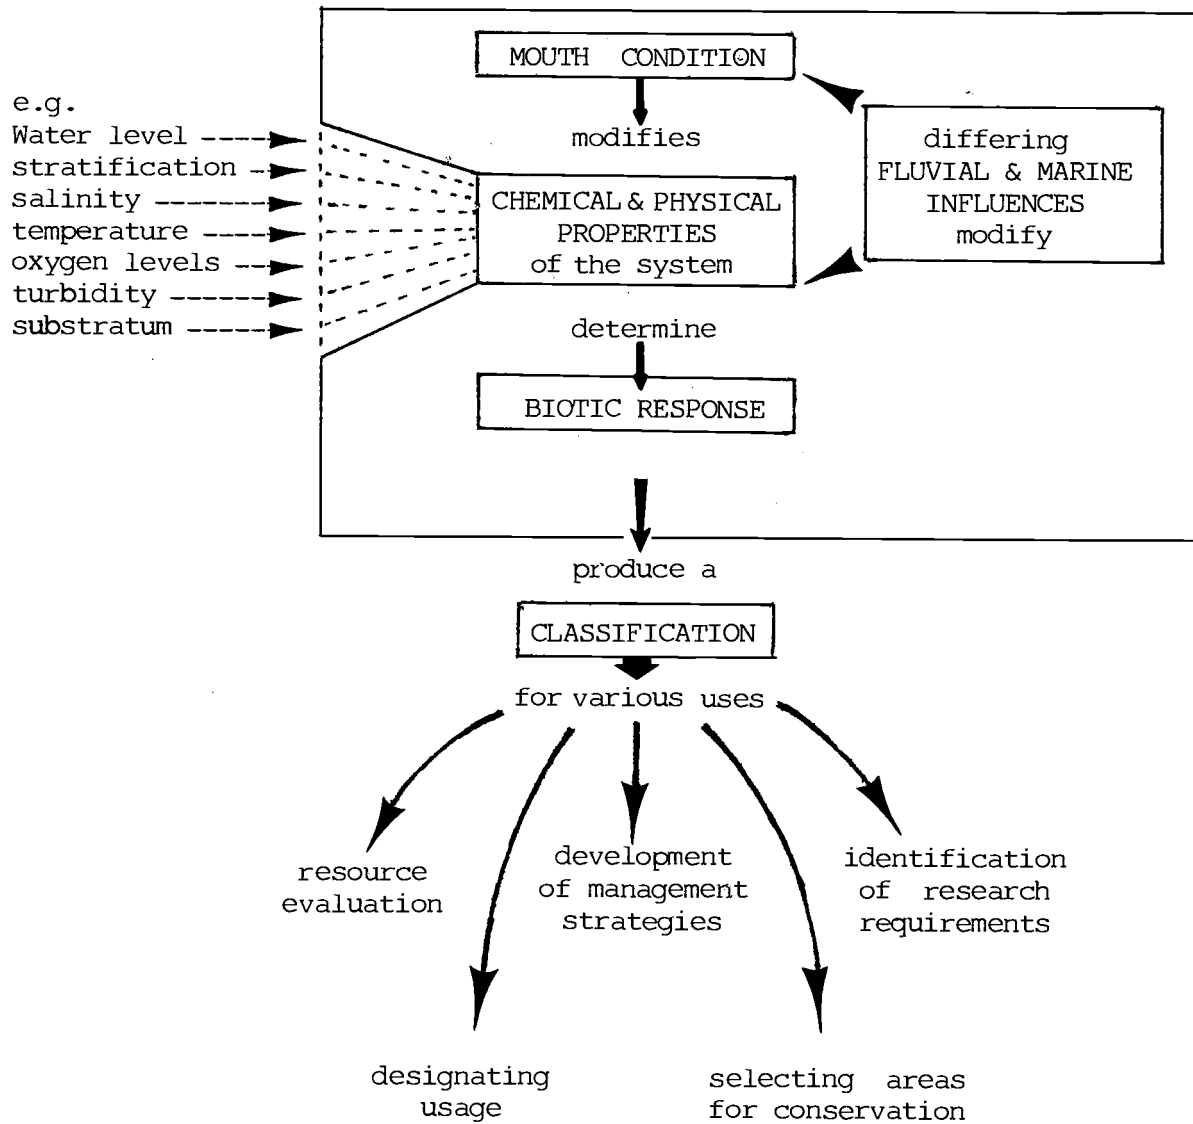 MOUTH CONDITION
modifies
e.g.
Water level
stratification
salinity
temperature
oxygen levels
turbidity
substratum
CHEMICAL & PHYSICAL
PROPERTIES
of the system
differing
FLUVIAL & MARINE
INFLUENCES
modify
determine
BIOTIC RESPONSE
produce a
CLASSIFICATION
for various uses
resource
evaluation
development
of management
strategies
identification
of research
requirements
designating
usage
selecting areas
for conservation